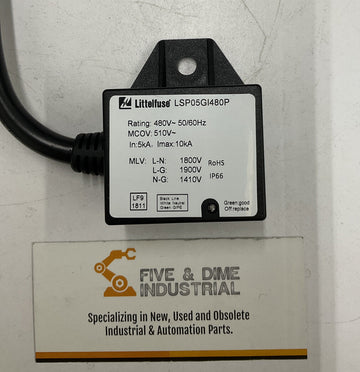 Littelfuse® LSP05GI480P
Rating: 480V~ 50/60Hz
MCOV: 510V~
In:5kA, Imax:10kA
MLV: L-N: 1800V RoHS
L-G: 1900V
N-G: 1410V IP66
LF9
1811
Black: Line
White: Neutral
Green: G/PE
Green:good
Off:replace
FIVE & DIME
INDUSTRIAL
Specializing in New, Used and Obsolete
Industrial & Automation Parts.